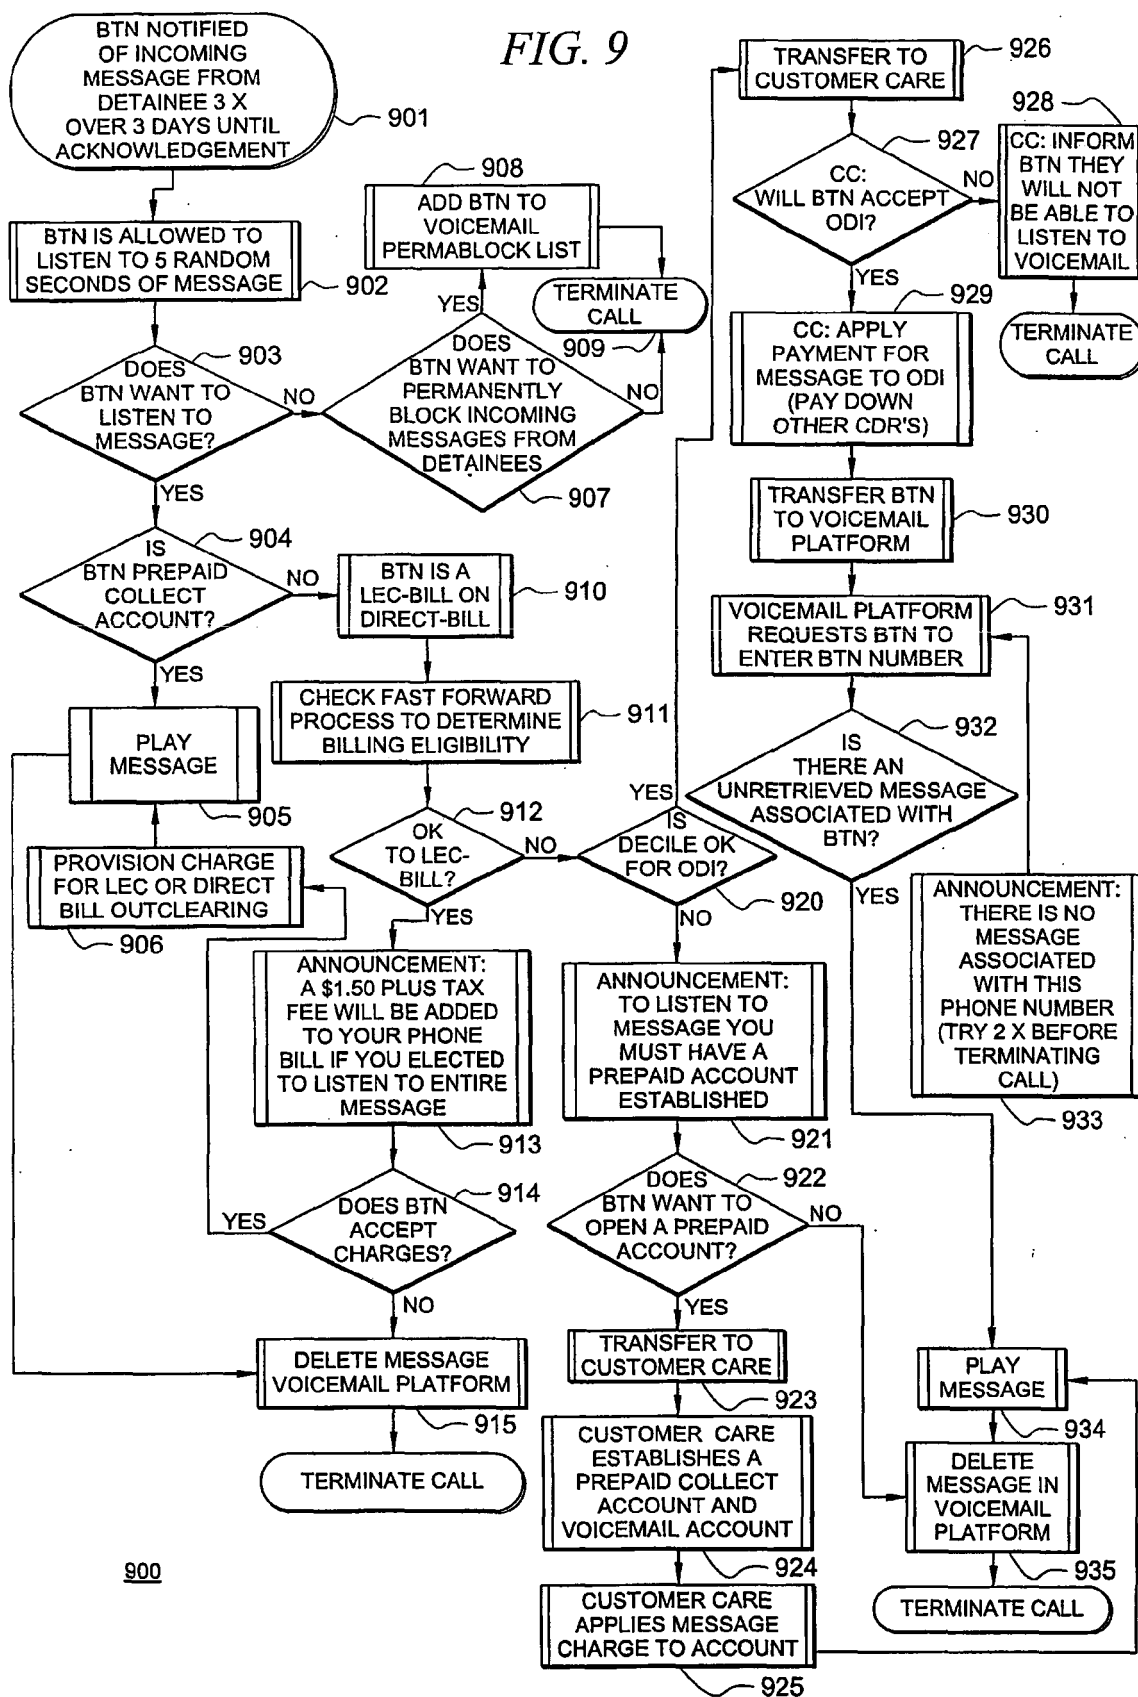 FIG. 9
BTN NOTIFIED
OF INCOMING
MESSAGE FROM
DETAINEE 3 X
OVER 3 DAYS UNTIL
ACKNOWLEDGEMENT
901
BTN IS ALLOWED TO
LISTEN TO 5 RANDOM
SECONDS OF MESSAGE
902
903
DOES
BTN WANT TO
LISTEN TO
MESSAGE?
NO
YES
908
ADD BTN TO
VOICEMAIL
PERMABLOCK LIST
YES
TERMINATE
CALL
909
DOES
BTN WANT TO
PERMANENTLY
BLOCK INCOMING
MESSAGES FROM
DETAINEES
NO
907
904
IS
BTN PREPAID
COLLECT
ACCOUNT?
NO
YES
BTN IS A
LEC-BILL ON
DIRECT-BILL
910
CHECK FAST FORWARD
PROCESS TO DETERMINE
BILLING ELIGIBILITY
911
PLAY
MESSAGE
905
PROVISION CHARGE
FOR LEC OR DIRECT
BILL OUTCLEARING
906
912
OK
TO LEC-
BILL?
NO
YES
YES
IS
DECILE OK
FOR ODI?
920
NO
ANNOUNCEMENT:
A $1.50 PLUS TAX
FEE WILL BE ADDED
TO YOUR PHONE
BILL IF YOU ELECTED
TO LISTEN TO ENTIRE
MESSAGE
913
914
DOES BTN
ACCEPT
CHARGES?
YES
NO
DELETE MESSAGE
VOICEMAIL PLATFORM
915
TERMINATE CALL
ANNOUNCEMENT:
TO LISTEN TO
MESSAGE YOU
MUST HAVE A
PREPAID ACCOUNT
ESTABLISHED
921
922
DOES
BTN WANT TO
OPEN A PREPAID
ACCOUNT?
NO
YES
TRANSFER TO
CUSTOMER CARE
923
CUSTOMER CARE
ESTABLISHES A
PREPAID COLLECT
ACCOUNT AND
VOICEMAIL ACCOUNT
924
CUSTOMER CARE
APPLIES MESSAGE
CHARGE TO ACCOUNT
925
TRANSFER TO
CUSTOMER CARE
926
927
CC:
WILL BTN ACCEPT
ODI?
NO
YES
928
CC: INFORM
BTN THEY
WILL NOT
BE ABLE TO
LISTEN TO
VOICEMAIL
TERMINATE
CALL
929
CC: APPLY
PAYMENT FOR
MESSAGE TO ODI
(PAY DOWN
OTHER CDR'S)
TRANSFER BTN
TO VOICEMAIL
PLATFORM
930
VOICEMAIL PLATFORM
REQUESTS BTN TO
ENTER BTN NUMBER
931
932
IS
THERE AN
UNRETRIEVED MESSAGE
ASSOCIATED WITH
BTN?
YES
ANNOUNCEMENT:
THERE IS NO
MESSAGE
ASSOCIATED
WITH THIS
PHONE NUMBER
(TRY 2 X BEFORE
TERMINATING
CALL)
933
PLAY
MESSAGE
934
DELETE
MESSAGE IN
VOICEMAIL
PLATFORM
935
TERMINATE CALL
900